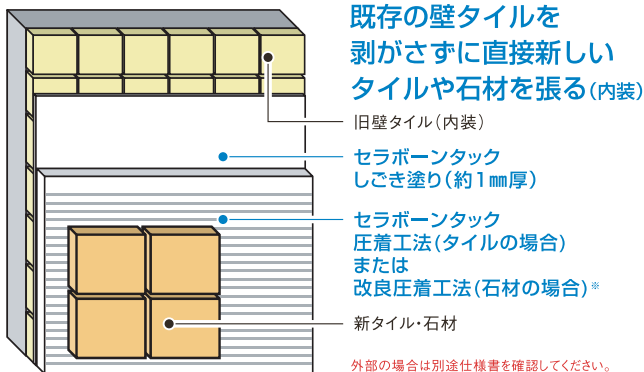 既存の壁タイルを
剥がさずに直接新しい
タイルや石材を張る(内装)
旧壁タイル(内装)
セラボーンタック
しごき塗り(約1㎜厚)
セラボーンタック
圧着工法(タイルの場合)
または
改良圧着工法(石材の場合)※
新タイル・石材
外部の場合は別途仕様書を確認してください。